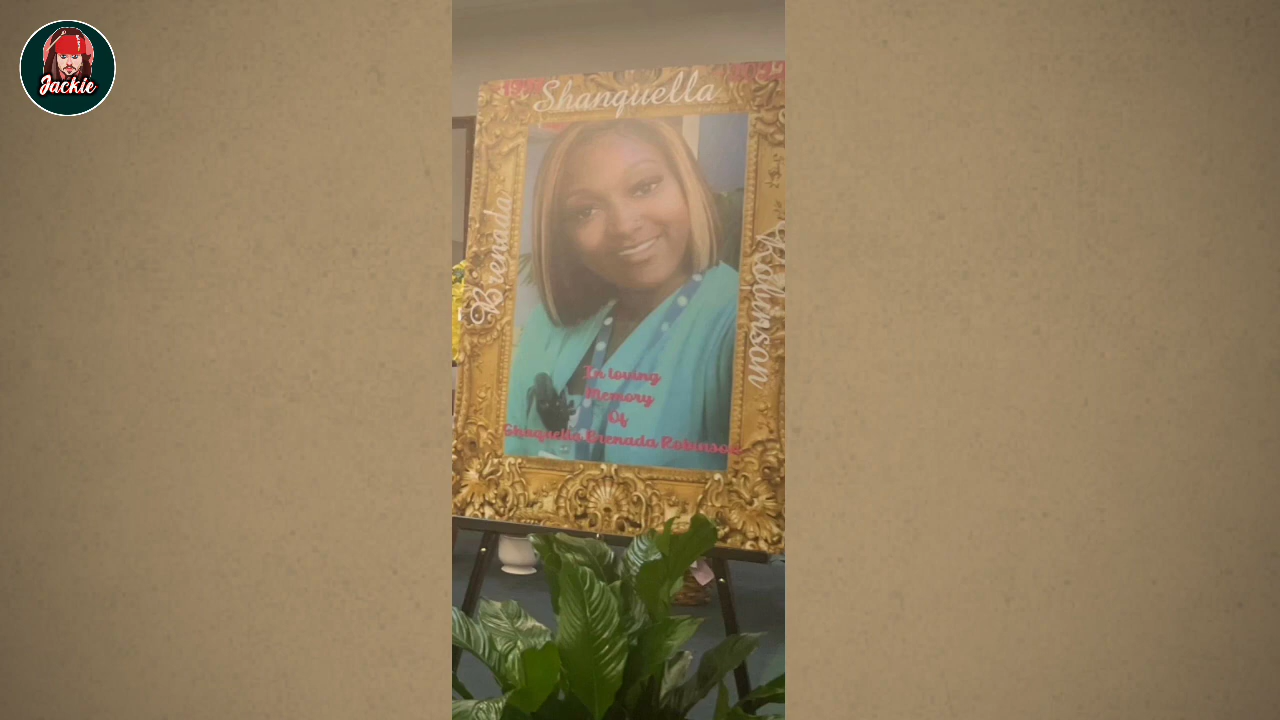 Jackie
Shanquella
Brenada
Robinson
In loving
Memory
Of
Shanquella Brenada Robinson